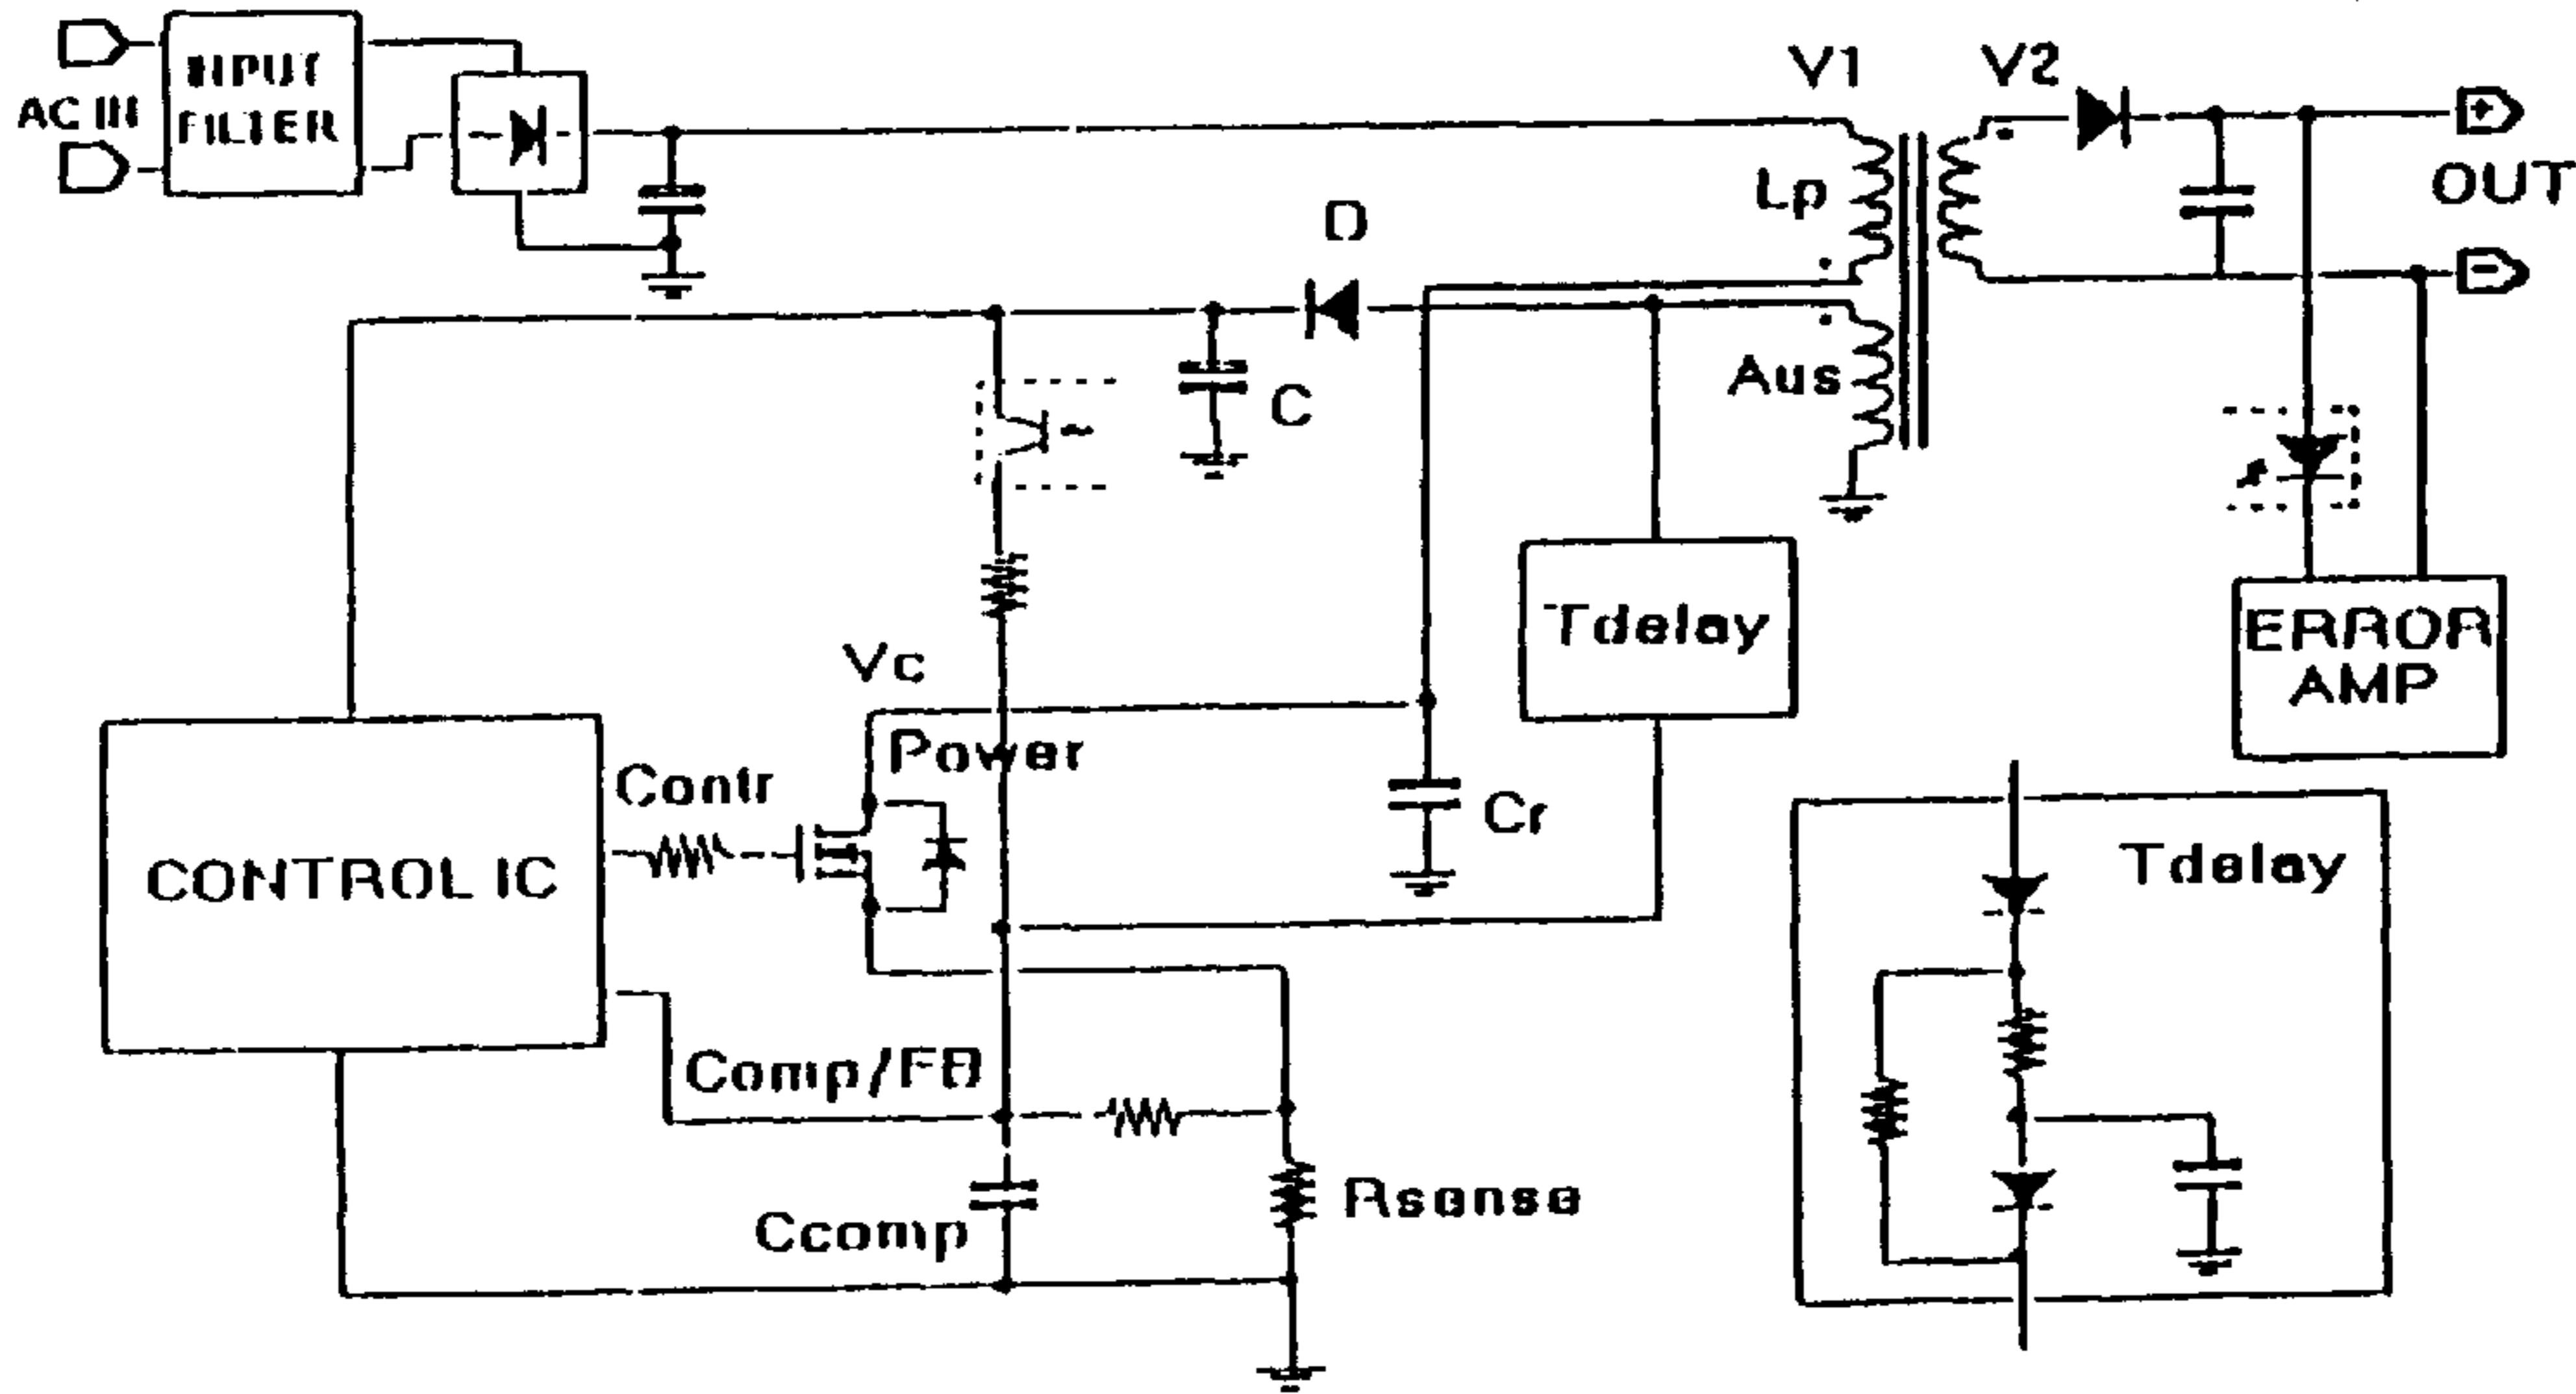 AC IN
INPUT
FILTER
V1
V2
+
OUT
-
Lp
D
C
Aus
Tdelay
ERROR
AMP
Vc
Power
Contr
Cr
CONTROL IC
Tdelay
Comp/FB
Ccomp
Rsense